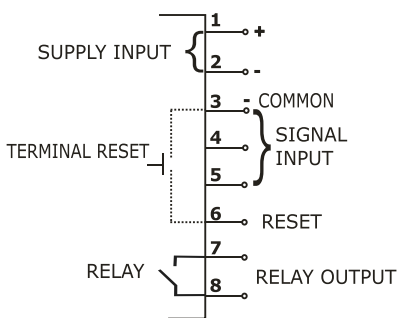 1 +
SUPPLY INPUT
2 -
3 - COMMON
4 SIGNAL
INPUT
TERMINAL RESET
5
6 RESET
7
RELAY RELAY OUTPUT
8